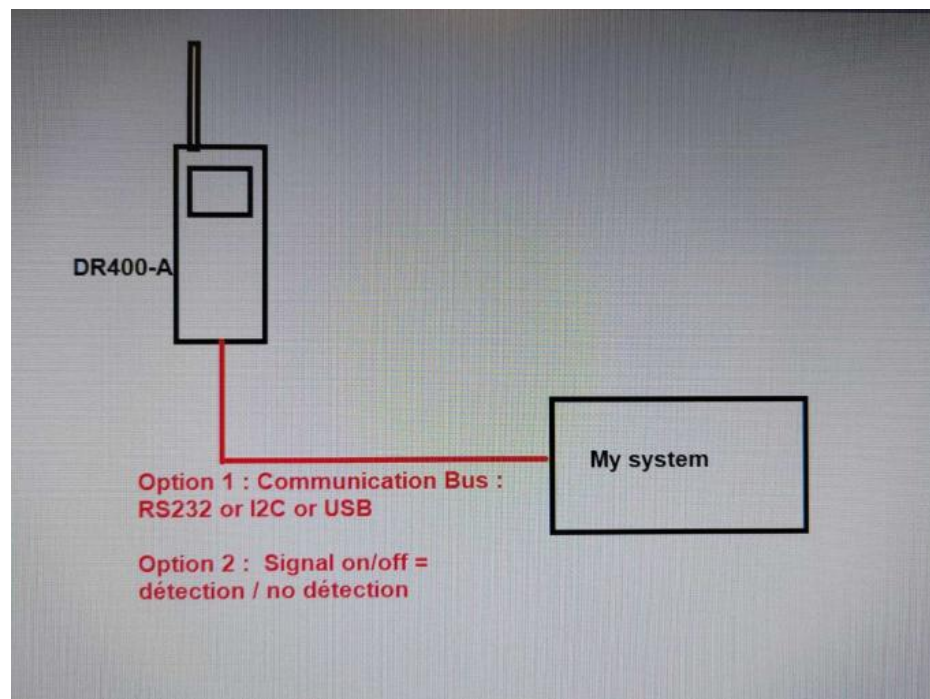 DR400-A
My system
Option 1 : Communication Bus :
RS232 or I2C or USB
Option 2 : Signal on/off =
détection / no détection